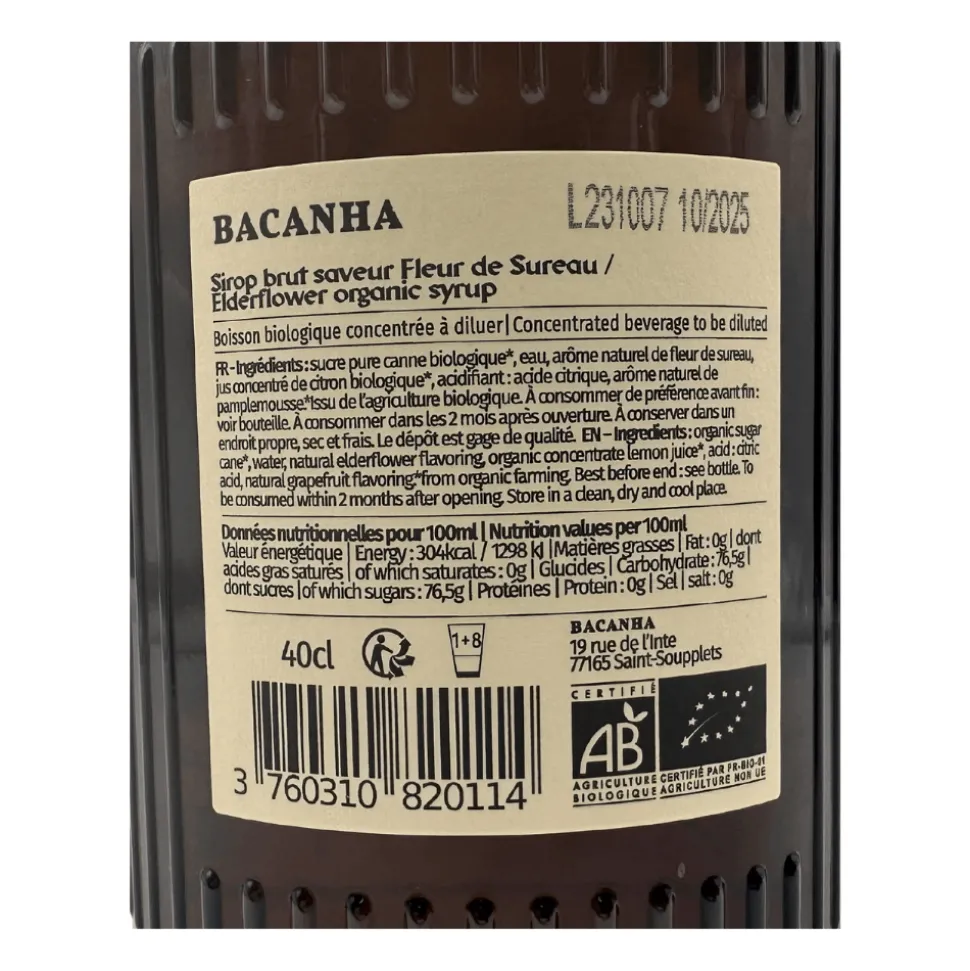 BACANHA
L231007 10/2025
Sirop brut saveur Fleur de Sureau /
Elderflower organic syrup
Boisson biologique concentrée à diluer | Concentrated beverage to be diluted
FR - Ingrédients : sucre pure canne biologique*, eau, arôme naturel de fleur de sureau,
jus concentré de citron biologique*, acidifiant : acide citrique, arôme naturel de
pamplemousse.*Issu de l'agriculture biologique. À consommer de préférence avant fin :
voir bouteille. À consommer dans les 2 mois après ouverture. À conserver dans un
endroit propre, sec et frais. Le dépôt est gage de qualité. EN – Ingredients : organic sugar
cane*, water, natural elderflower flavoring, organic concentrate lemon juice*, acid : citric
acid, natural grapefruit flavoring.*from organic farming. Best before end : see bottle. To
be consumed within 2 months after opening. Store in a clean, dry and cool place.
Données nutritionnelles pour 100ml | Nutrition values per 100ml
Valeur énergétique | Energy : 304kcal / 1298 kJ | Matières grasses | Fat : 0g | dont
acides gras saturés | of which saturates : 0g | Glucides | Carbohydrate : 76,5g |
dont sucres | of which sugars : 76,5g | Protéines | Protein : 0g | Sel | salt : 0g
40cl
1+8
BACANHA
19 rue de l'Inte
77165 Saint-Soupplets
3 760310 820114
CERTIFIÉ
AB
AGRICULTURE
BIOLOGIQUE
CERTIFIÉ PAR FR-BIO-01
AGRICULTURE NON UE